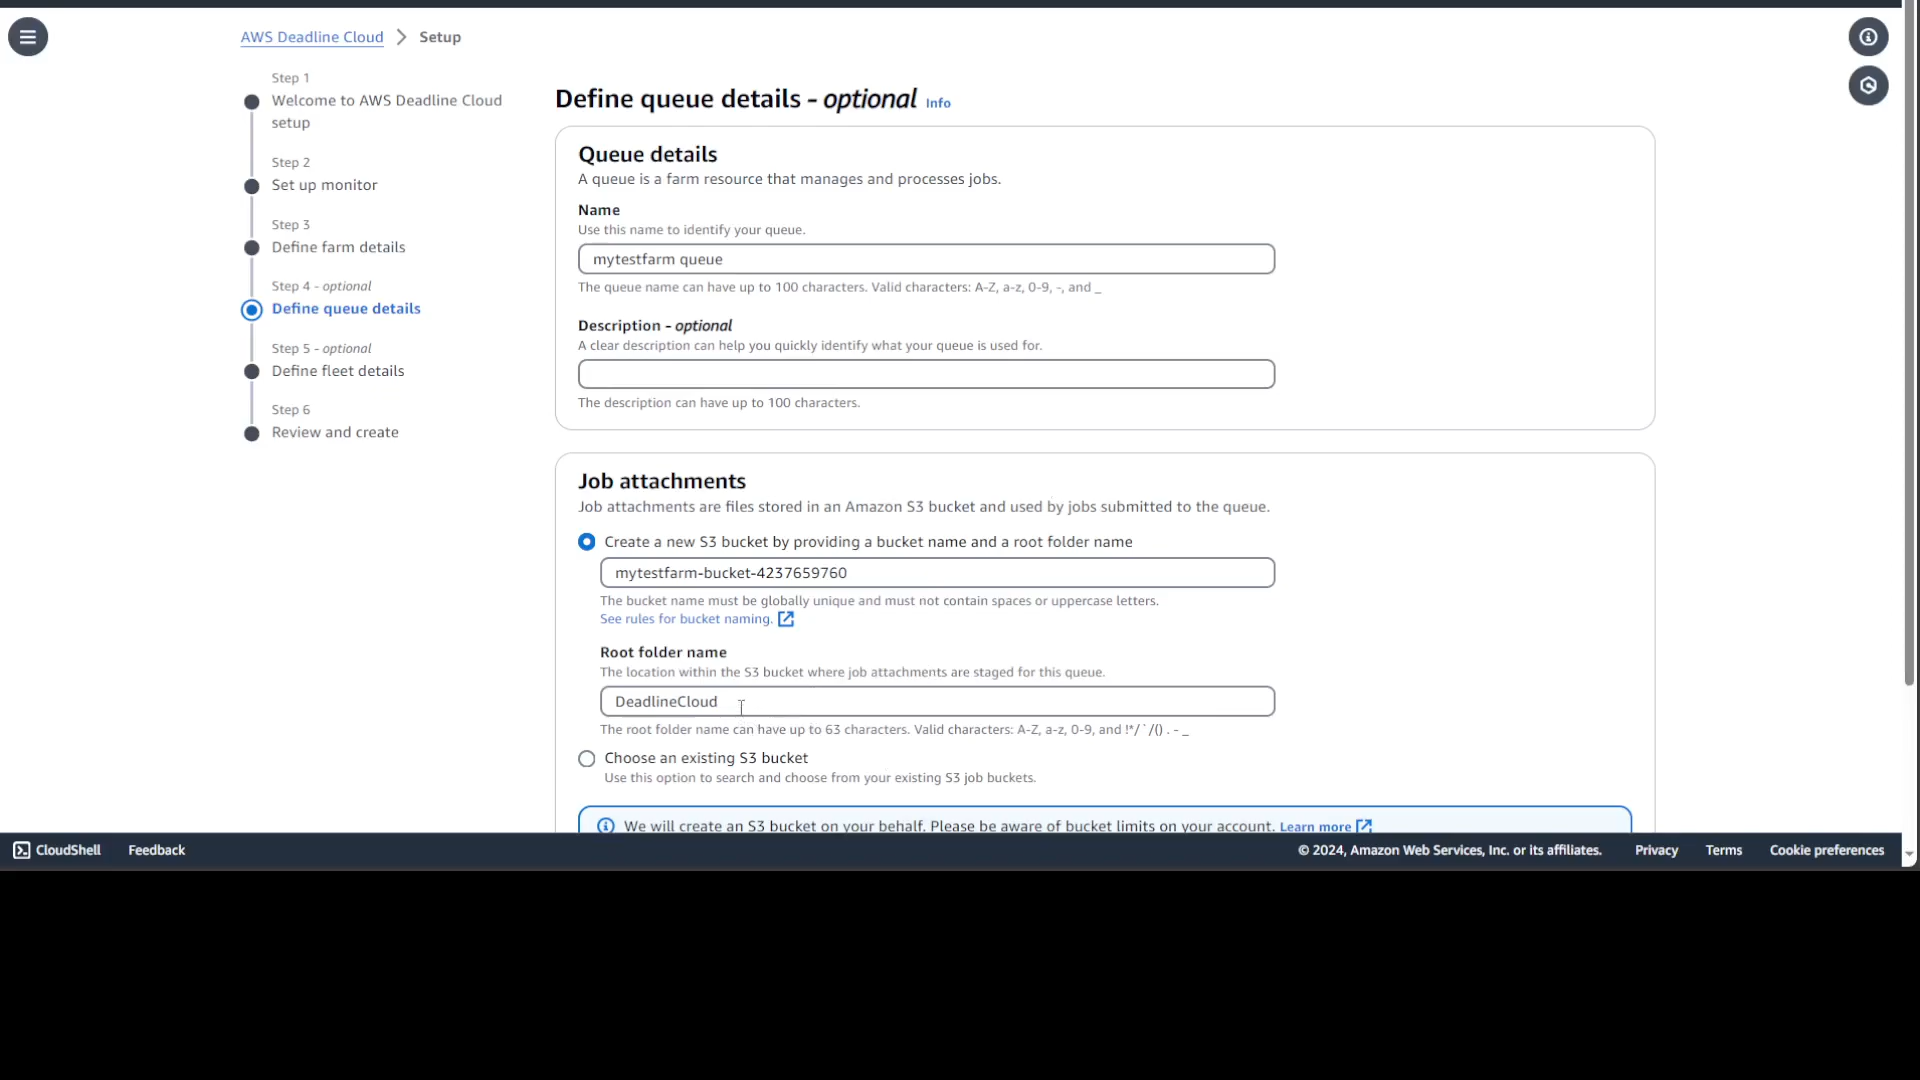 AWS Deadline Cloud > Setup
Step 1
Welcome to AWS Deadline Cloud
setup
Step 2
Set up monitor
Step 3
Define farm details
Step 4 - optional
Define queue details
Step 5 - optional
Define fleet details
Step 6
Review and create
Define queue details - optional Info
Queue details
A queue is a farm resource that manages and processes jobs.
Name
Use this name to identify your queue.
mytestfarm queue
The queue name can have up to 100 characters. Valid characters: A-Z, a-z, 0-9, -, and _
Description - optional
A clear description can help you quickly identify what your queue is used for.
The description can have up to 100 characters.
Job attachments
Job attachments are files stored in an Amazon S3 bucket and used by jobs submitted to the queue.
Create a new S3 bucket by providing a bucket name and a root folder name
mytestfarm-bucket-4237659760
The bucket name must be globally unique and must not contain spaces or uppercase letters.
See rules for bucket naming.
Root folder name
The location within the S3 bucket where job attachments are staged for this queue.
DeadlineCloud
The root folder name can have up to 63 characters. Valid characters: A-Z, a-z, 0-9, and !*/`/() . - _
Choose an existing S3 bucket
Use this option to search and choose from your existing S3 job buckets.
We will create an S3 bucket on your behalf. Please be aware of bucket limits on your account. Learn more
CloudShell Feedback © 2024, Amazon Web Services, Inc. or its affiliates. Privacy Terms Cookie preferences